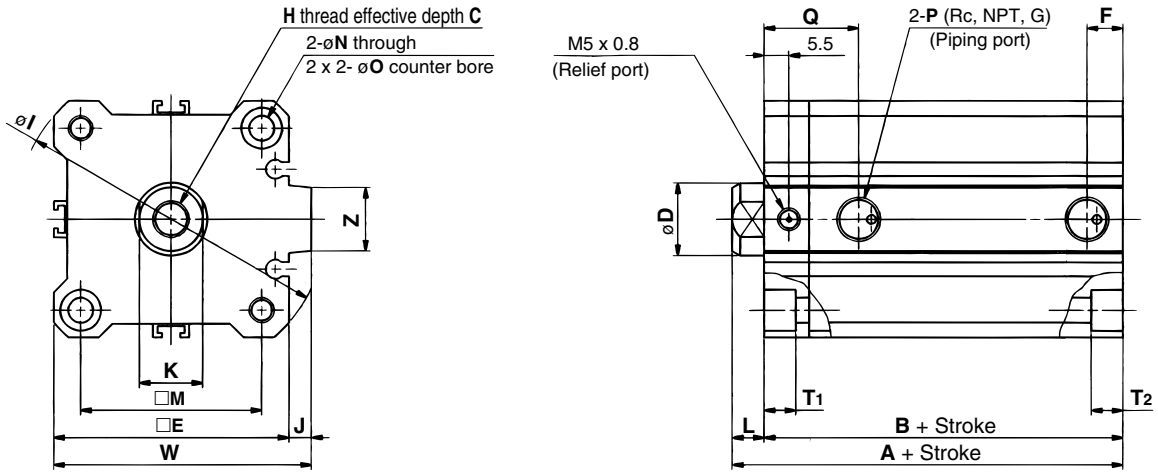 H thread effective depth C
2-øN through
2 x 2- øO counter bore
øI
Z
K
□M
□E
J
W
Q
5.5
M5 x 0.8
(Relief port)
2-P (Rc, NPT, G)
(Piping port)
F
øD
T1
T2
L
B + Stroke
A + Stroke